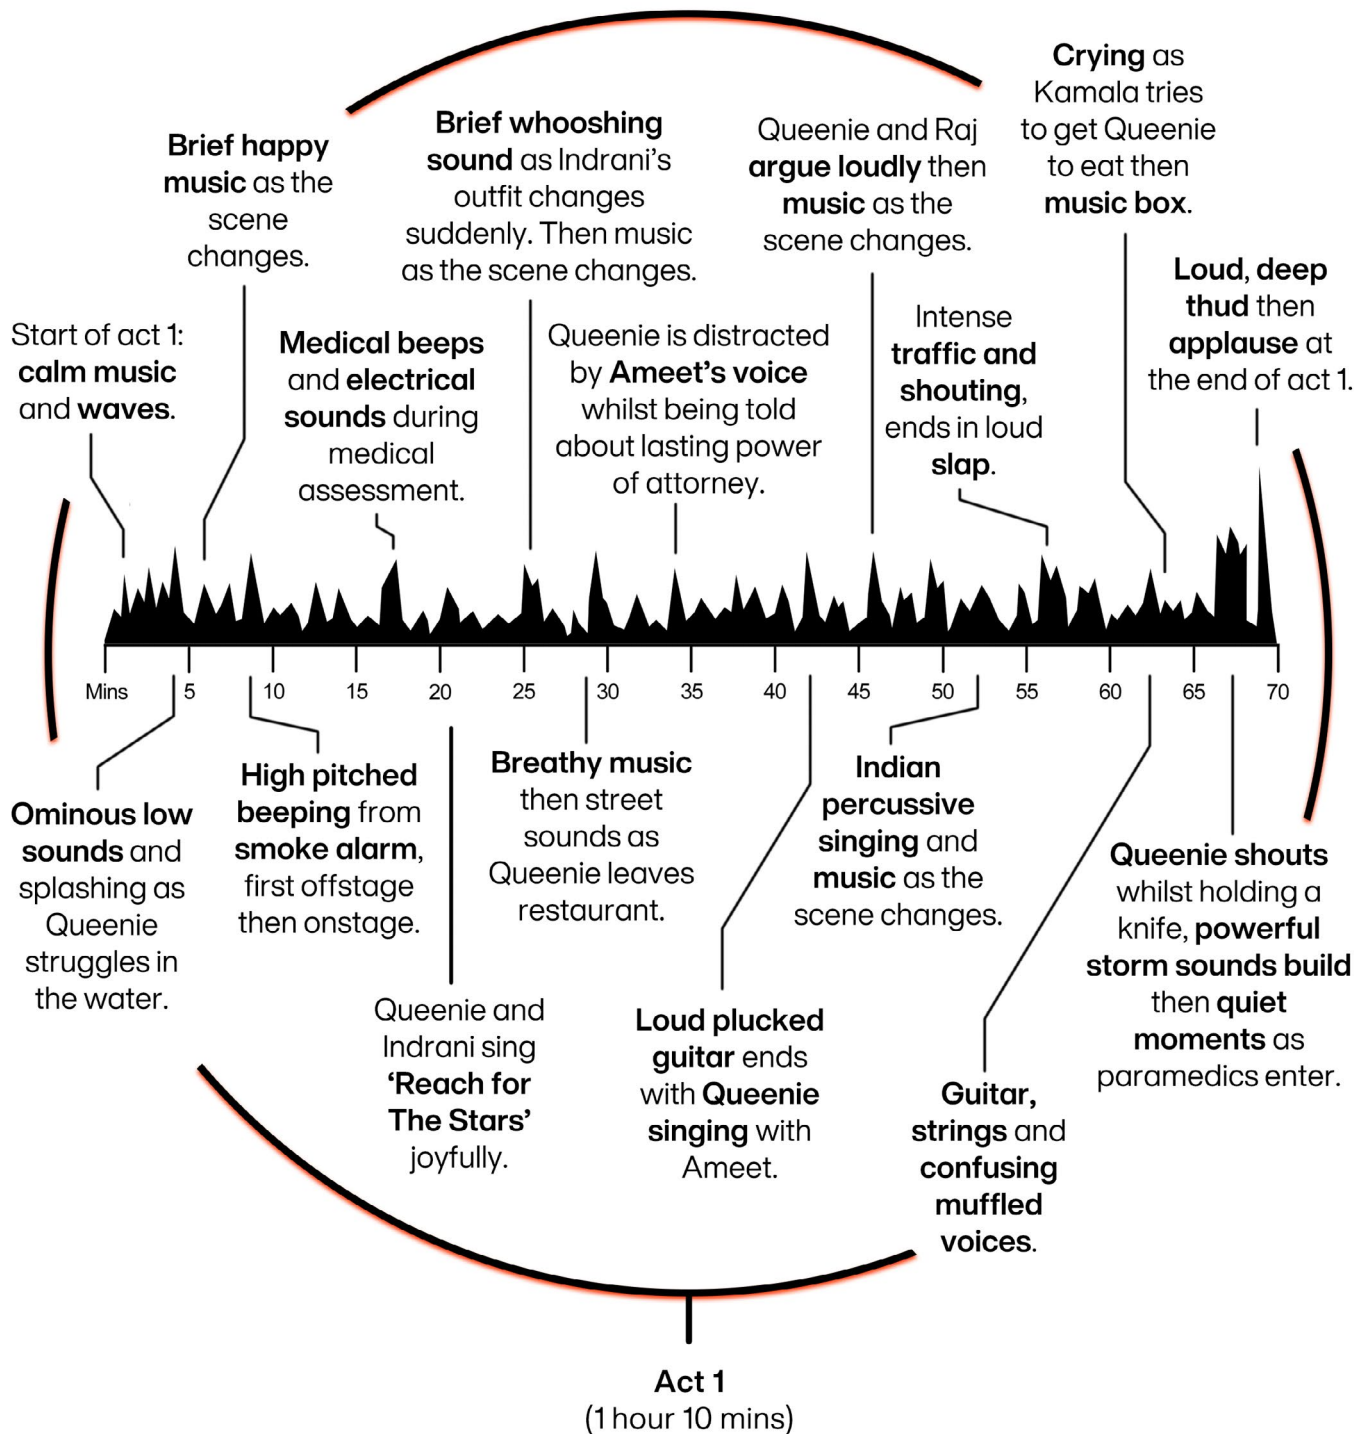 Crying as
Kamala tries
to get Queenie
to eat then
music box.
Brief happy
music as the
scene
changes.
Brief whooshing
sound as Indrani’s
outfit changes
suddenly. Then music
as the scene changes.
Queenie and Raj
argue loudly then
music as the
scene changes.
Loud, deep
thud then
applause at
the end of act 1.
Start of act 1:
calm music
and waves.
Medical beeps
and electrical
sounds during
medical
assessment.
Queenie is distracted
by Ameet’s voice
whilst being told
about lasting power
of attorney.
Intense
traffic and
shouting,
ends in loud
slap.
Mins 5 10 15 20 25 30 35 40 45 50 55 60 65 70
Ominous low
sounds and
splashing as
Queenie
struggles in
the water.
High pitched
beeping from
smoke alarm,
first offstage
then onstage.
Queenie and
Indrani sing
‘Reach for
The Stars’
joyfully.
Breathy music
then street
sounds as
Queenie leaves
restaurant.
Loud plucked
guitar ends
with Queenie
singing with
Ameet.
Indian
percussive
singing and
music as the
scene changes.
Guitar,
strings and
confusing
muffled
voices.
Queenie shouts
whilst holding a
knife, powerful
storm sounds build
then quiet
moments as
paramedics enter.
Act 1
(1 hour 10 mins)